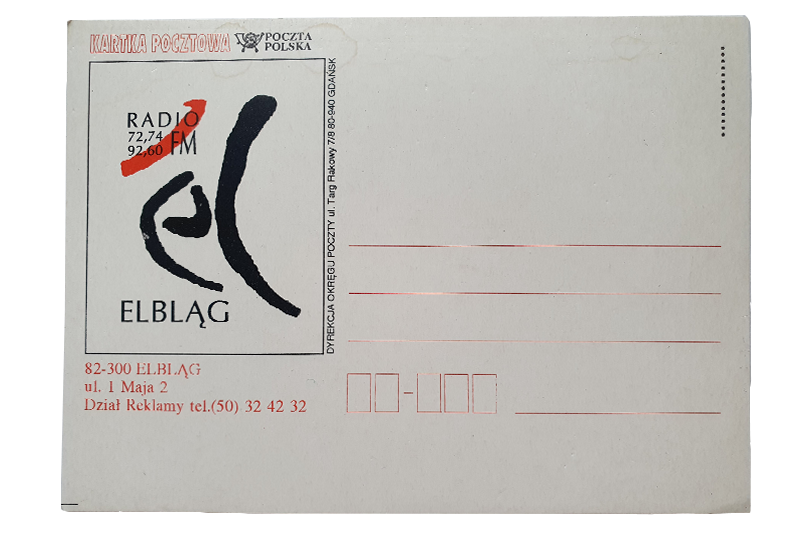 KARTKA POCZTOWA
POCZTA
POLSKA
RADIO
72,74
92,60 FM
el
ELBLĄG
DYREKCJA OKRĘGU POCZTY ul. Targ Rakowy 7/8 80-940 GDAŃSK
82-300 ELBLĄG
ul. 1 Maja 2
Dział Reklamy tel.(50) 32 42 32